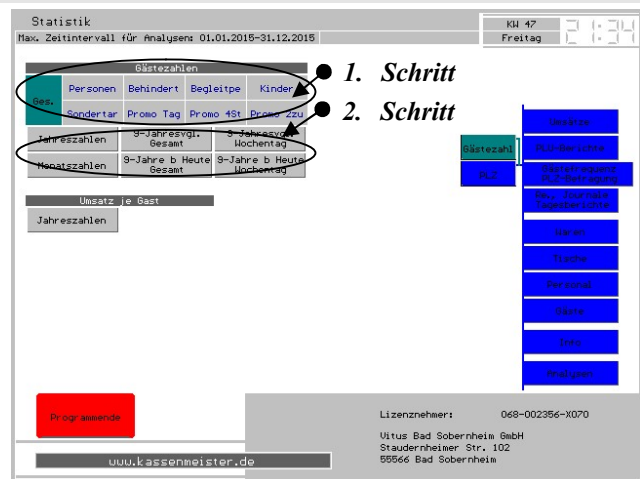 Statistik
KW 47
Max. Zeitintervall für Analysen: 01.01.2015-31.12.2015
Freitag
21:34
Gästezahlen
1. Schritt
Ges.
Personen Behindert Begleitpe Kinder
Sondertar Promo Tag Promo 4St Promo 2zu
2. Schritt
Jahreszahlen
9-Jahresvgl. Gesamt
9-Jahresvgl. Wochentag
Monatszahlen
9-Jahre b Heute Gesamt
9-Jahre b Heute Wochentag
Umsatz je Gast
Jahreszahlen
Gästezahl
PLZ
Umsätze
PLU-Berichte
Gästefrequenz
PLZ-Befragung
Journale
Tagesberichte
Waren
Tische
Personal
Gäste
Info
Analysen
Programmende
Lizenznehmer: 068-002356-X070
Vitus Bad Sobernheim GmbH
Staudernheimer Str. 102
55566 Bad Sobernheim
www.kassenmeister.de